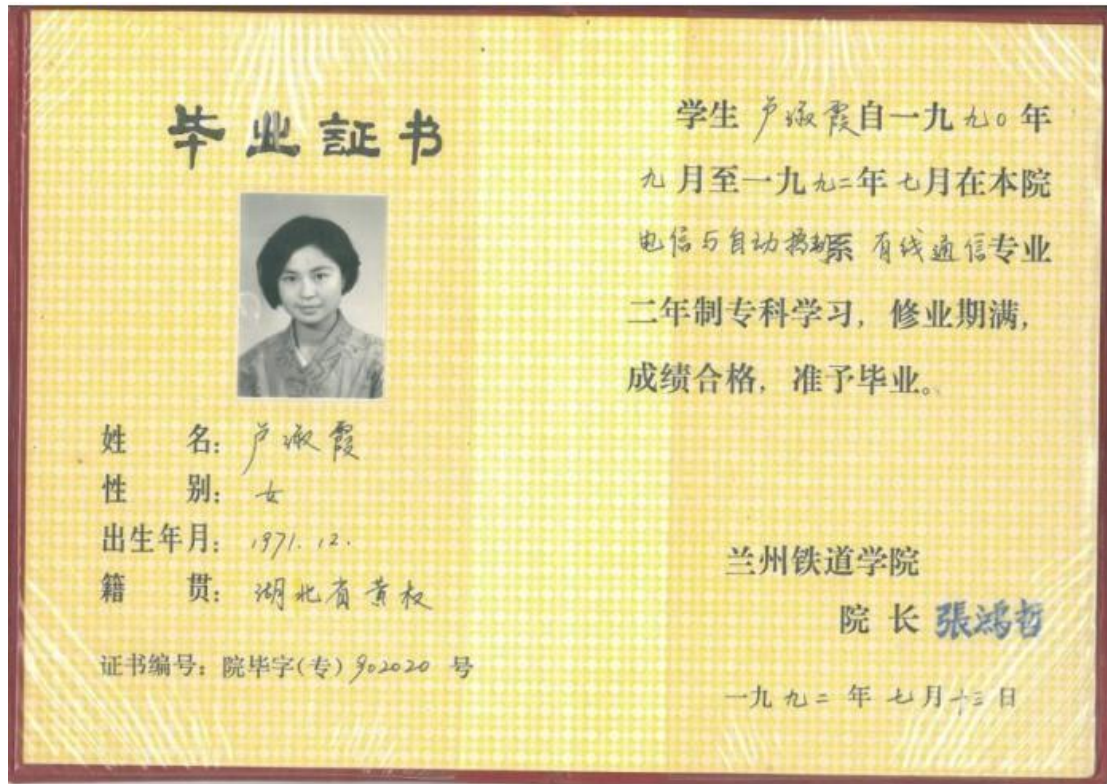 毕业証书
姓 名：卢淑霞
性 别：女
出生年月：1971.12.
籍 贯：湖北省黄
证书编号：院毕字(专)902020 号
学生 卢淑霞自一九九〇年
九月至一九九二年七月在本院
电信与自动控制系 有线通信专业
二年制专科学习，修业期满，
成绩合格，准予毕业。
兰州铁道学院
院 长 張鴻哲
一九九二年七月十三日